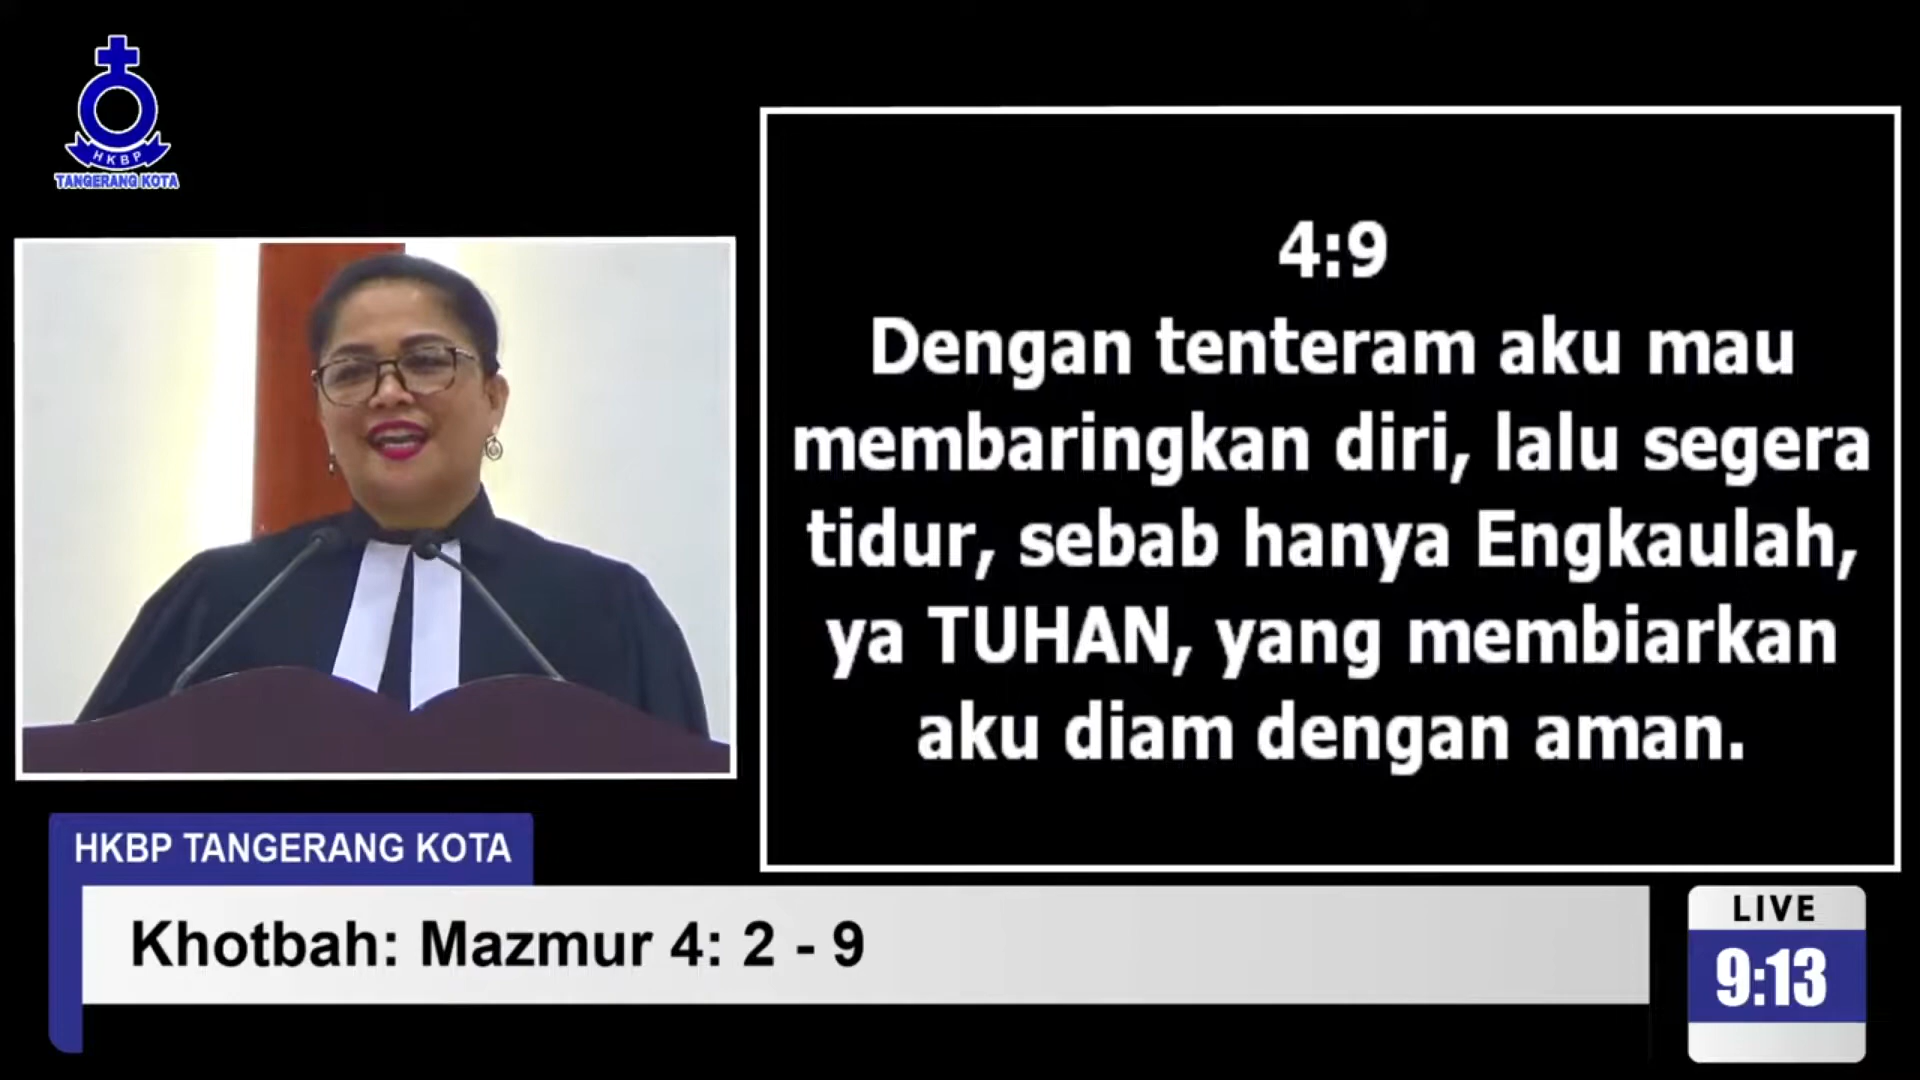 HKBP
TANGERANG KOTA
4:9
Dengan tenteram aku mau
membaringkan diri, lalu segera
tidur, sebab hanya Engkaulah,
ya TUHAN, yang membiarkan
aku diam dengan aman.
HKBP TANGERANG KOTA
Khotbah: Mazmur 4: 2 - 9
LIVE
9:13